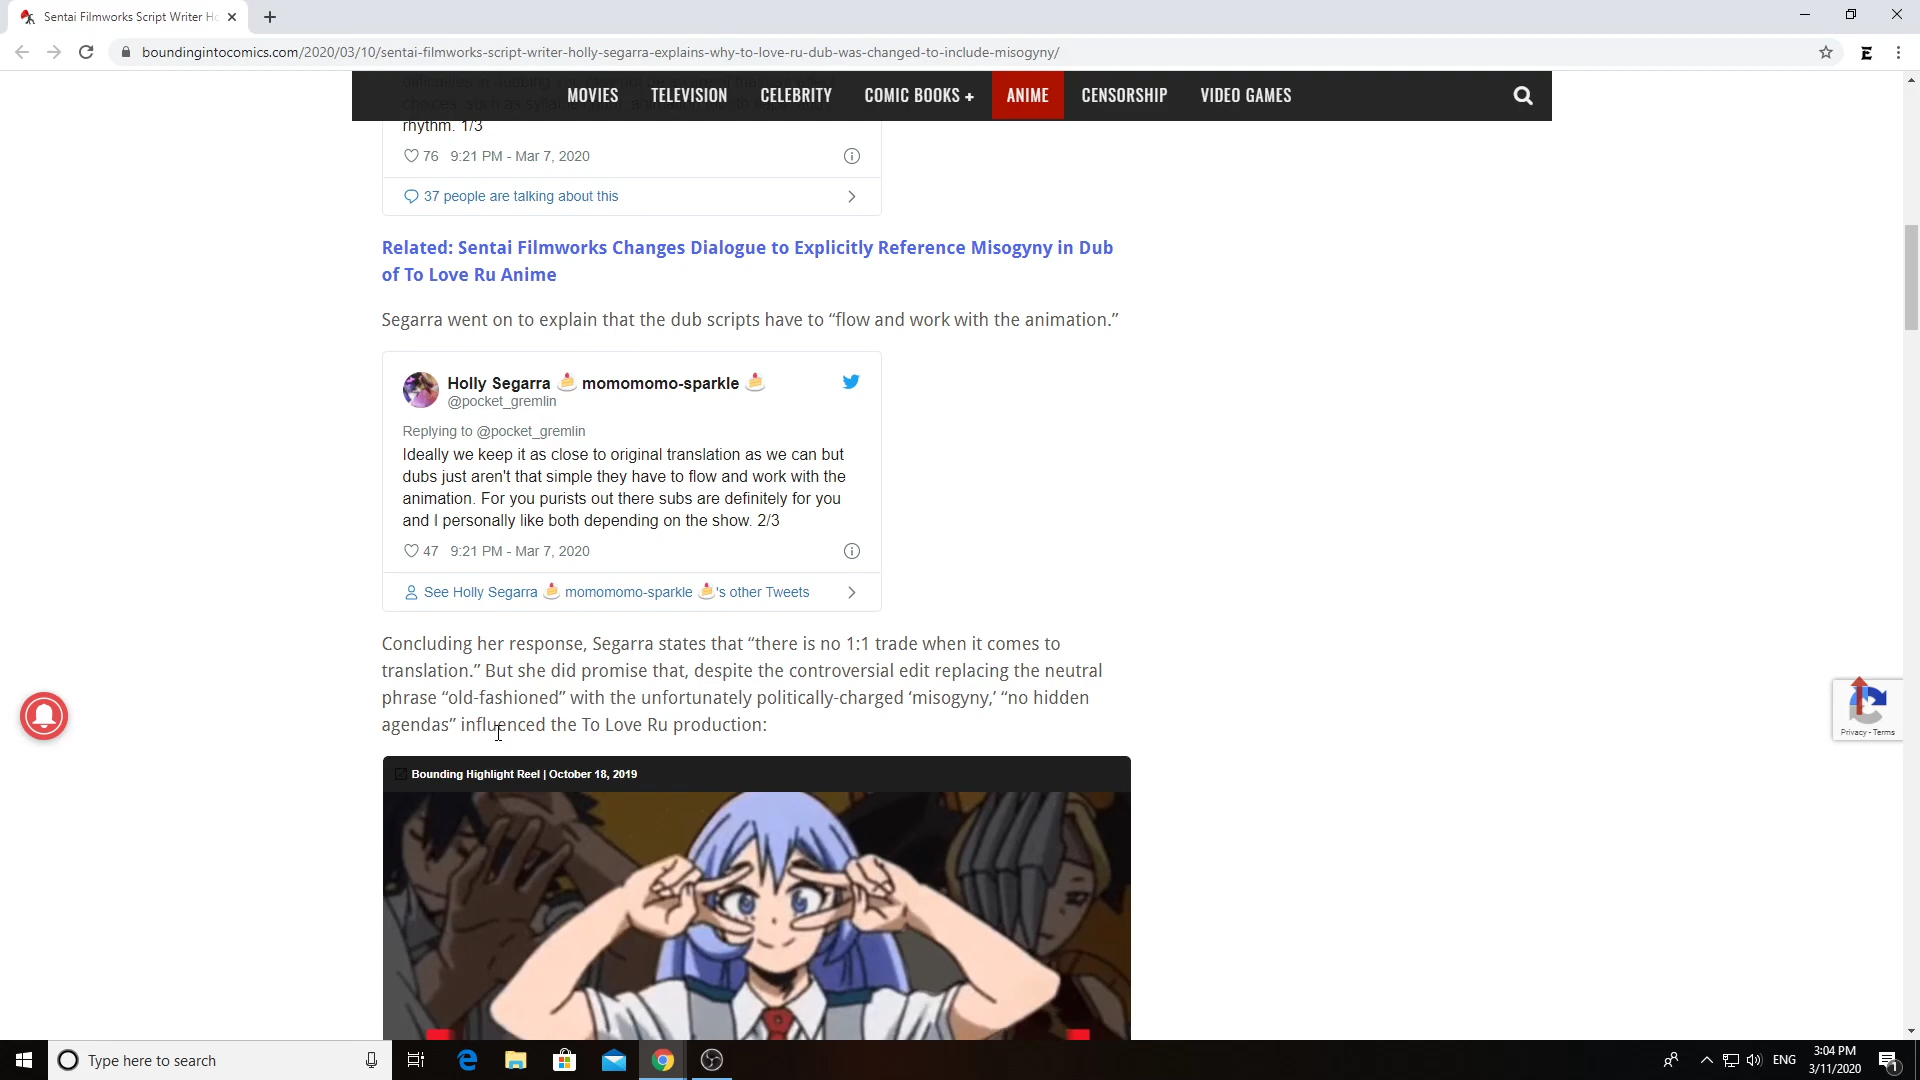 Sentai Filmworks Script Writer Ho
boundingintocomics.com/2020/03/10/sentai-filmworks-script-writer-holly-segarra-explains-why-to-love-ru-dub-was-changed-to-include-misogyny/
MOVIES TELEVISION CELEBRITY COMIC BOOKS + ANIME CENSORSHIP VIDEO GAMES
rhythm. 1/3
76 9:21 PM - Mar 7, 2020
37 people are talking about this
Related: Sentai Filmworks Changes Dialogue to Explicitly Reference Misogyny in Dub
of To Love Ru Anime
Segarra went on to explain that the dub scripts have to “flow and work with the animation.”
Holly Segarra 🍰 momomomo-sparkle 🍰
@pocket_gremlin
Replying to @pocket_gremlin
Ideally we keep it as close to original translation as we can but
dubs just aren't that simple they have to flow and work with the
animation. For you purists out there subs are definitely for you
and I personally like both depending on the show. 2/3
47 9:21 PM - Mar 7, 2020
See Holly Segarra 🍰 momomomo-sparkle 🍰's other Tweets
Concluding her response, Segarra states that “there is no 1:1 trade when it comes to
translation.” But she did promise that, despite the controversial edit replacing the neutral
phrase “old-fashioned” with the unfortunately politically-charged ‘misogyny,’ “no hidden
agendas” influenced the To Love Ru production:
Bounding Highlight Reel | October 18, 2019
Privacy - Terms
Type here to search
ENG
3:04 PM
3/11/2020
1